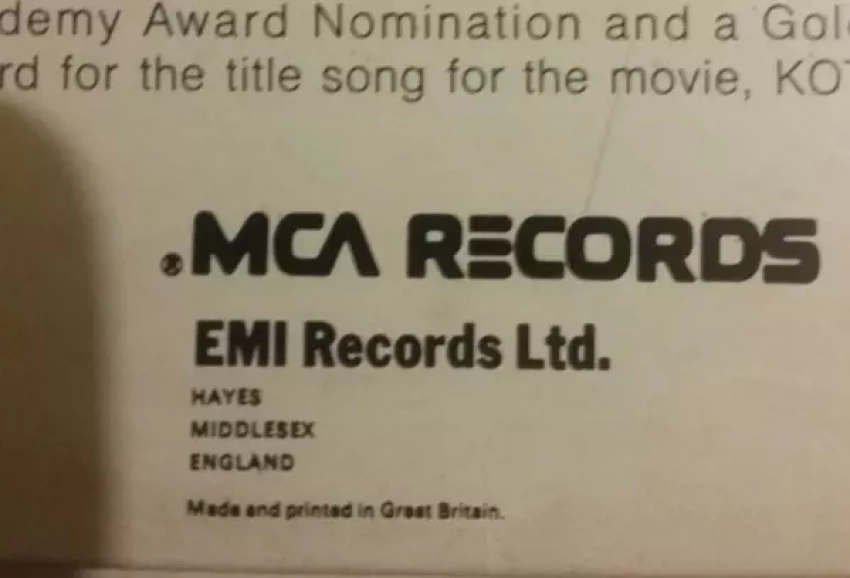 demy Award Nomination and a Gol
rd for the title song for the movie, KOT
® MCA RECORDS
EMI Records Ltd.
HAYES
MIDDLESEX
ENGLAND
Made and printed in Great Britain.